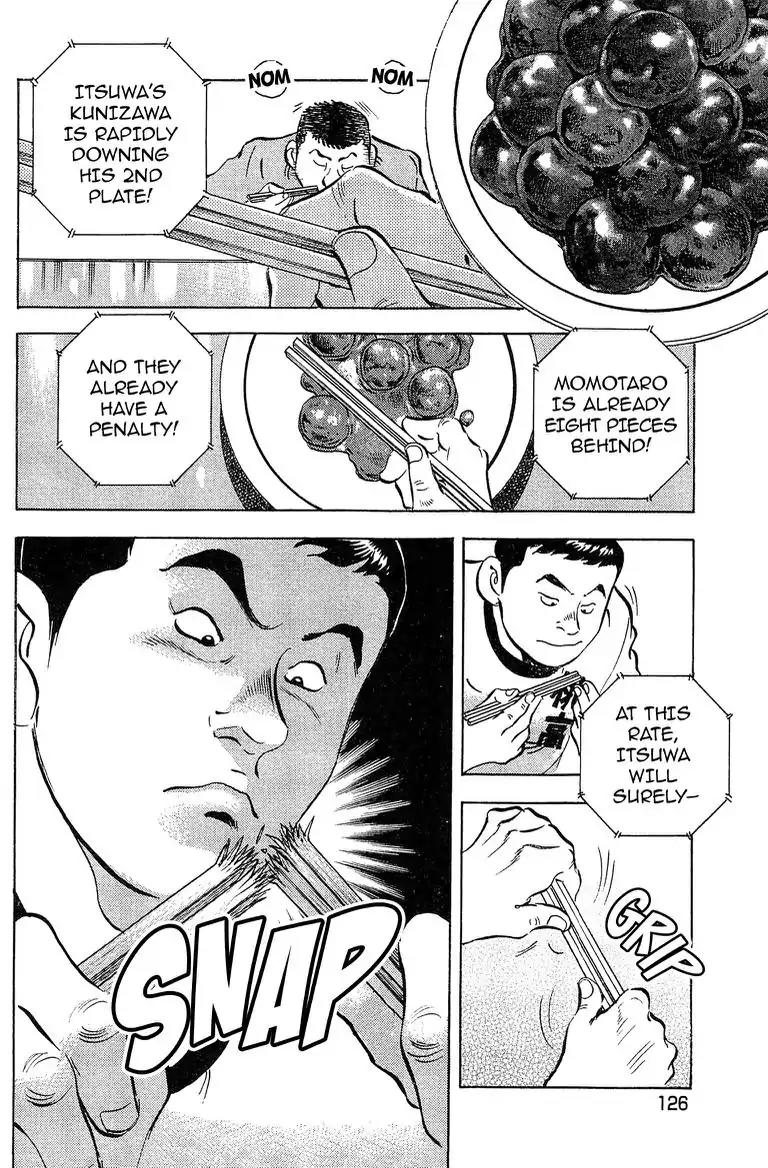 NOM
NOM
ITSUWA'S
KUNIZAWA
IS RAPIDLY
DOWNING
HIS 2ND
PLATE!
MOMOTARO
IS ALREADY
EIGHT PIECES
BEHIND!
AND THEY
ALREADY
HAVE A
PENALTY!
AT THIS
RATE,
ITSUWA
WILL
SURELY—
GRIP
SNAP
126